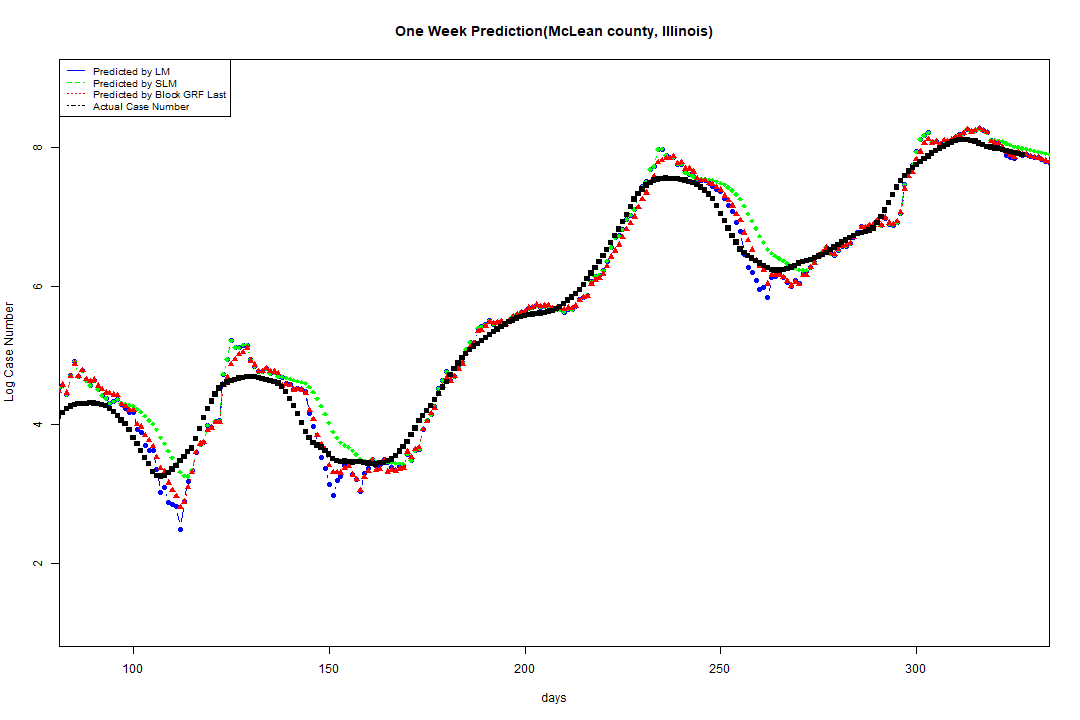 One Week Prediction(McLean county, Illinois)
Predicted by LM
Predicted by SLM
Predicted by Block GRF Last
Actual Case Number
8
6
4
2
Log Case Number
100 150 200 250 300
days